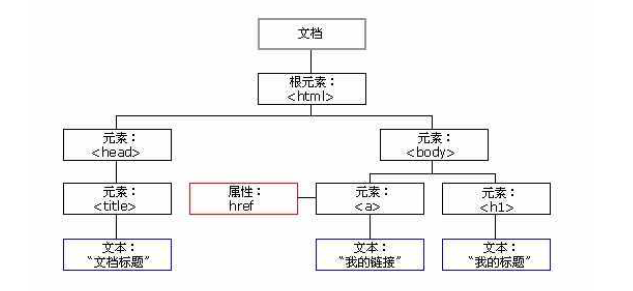 文档
根元素：
<html>
元素：
<head>
元素：
<body>
元素：
<title>
属性：
href
元素：
<a>
元素：
<h1>
文本：
"文档标题"
文本：
"我的链接"
文本：
"我的标题"